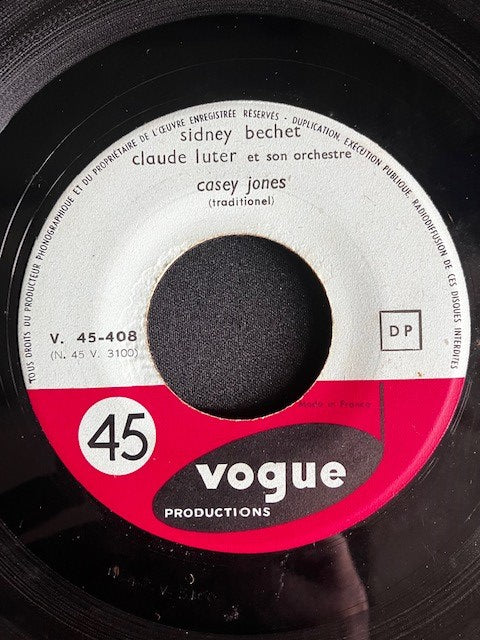 TOUS DROITS DU PRODUCTEUR PHONOGRAPHIQUE ET DU PROPRIÉTAIRE DE L'ŒUVRE ENREGISTRÉE RÉSERVÉS - DUPLICATION, EXÉCUTION PUBLIQUE, RADIODIFFUSION DE CES DISQUES INTERDITES
sidney bechet
claude luter et son orchestre
casey jones
(traditionel)
V. 45-408
(N. 45 V. 3100)
DP
Made in France
45
vogue
PRODUCTIONS